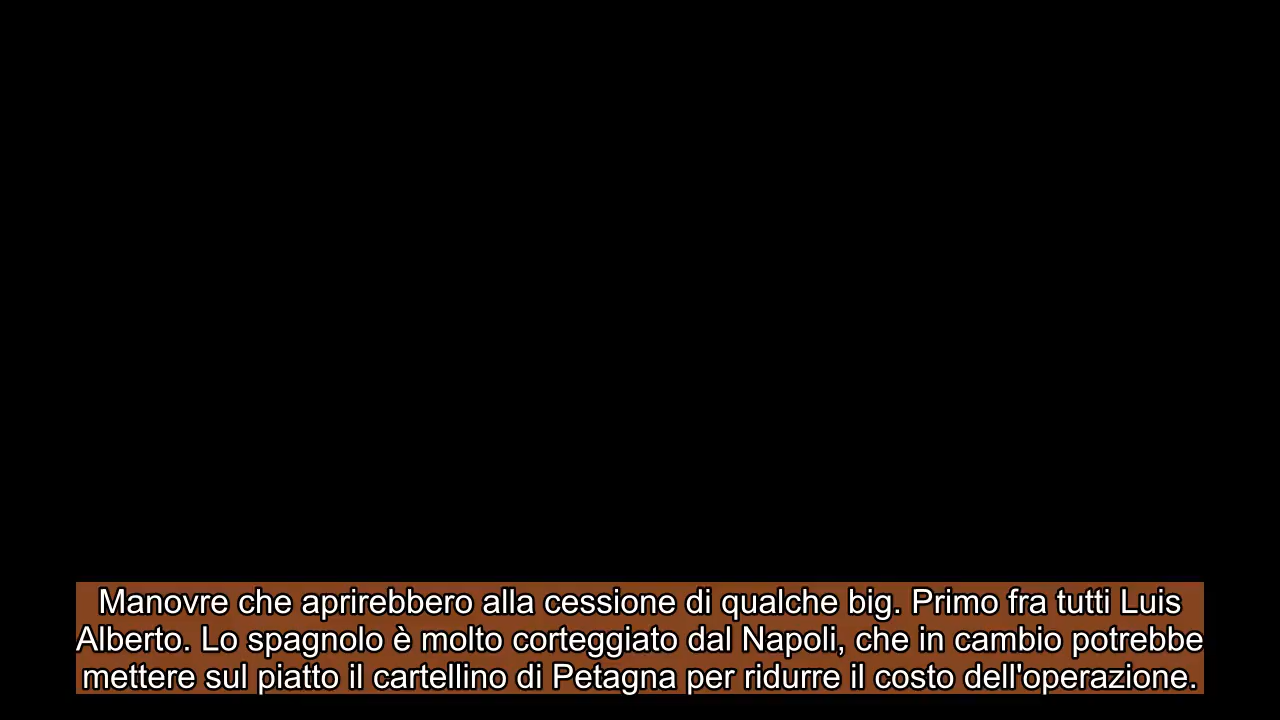 Manovre che aprirebbero alla cessione di qualche big. Primo fra tutti Luis
Alberto. Lo spagnolo è molto corteggiato dal Napoli, che in cambio potrebbe
mettere sul piatto il cartellino di Petagna per ridurre il costo dell'operazione.